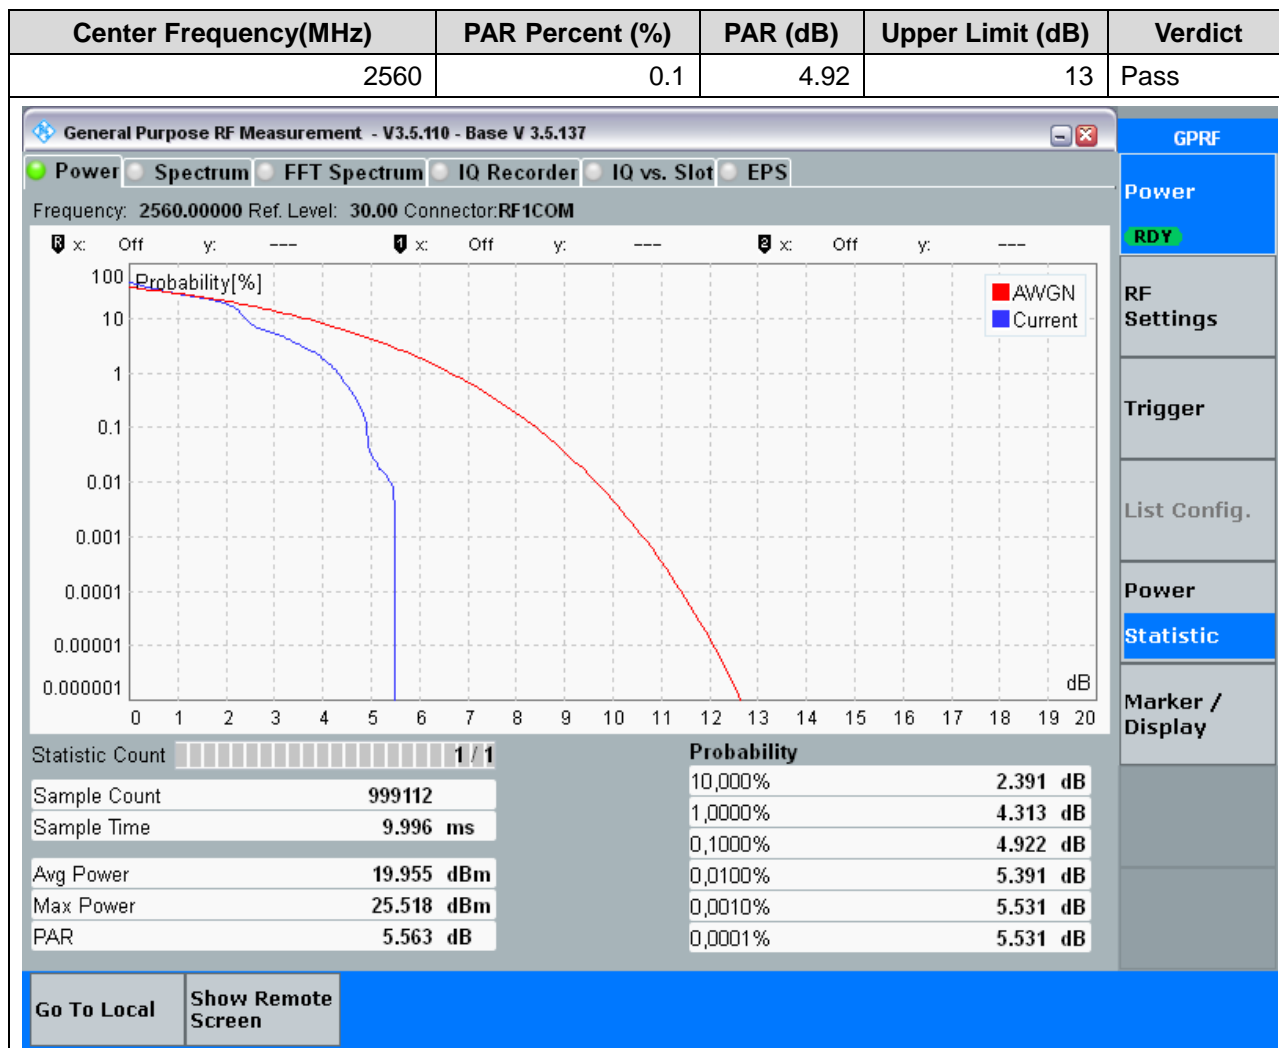 Center Frequency(MHz) PAR Percent (%) PAR (dB) Upper Limit (dB) Verdict
2560 0.1 4.92 13 Pass
General Purpose RF Measurement - V3.5.110 - Base V 3.5.137
GPRF
Power Spectrum FFT Spectrum IQ Recorder IQ vs. Slot EPS
Frequency: 2560.00000 Ref. Level: 30.00 Connector:RF1COM
R x: Off y: --- 1 x: Off y: --- 2 x: Off y: ---
Probability[%]
100
10
1
0.1
0.01
0.001
0.0001
0.00001
0.000001
AWGN
Current
dB
0 1 2 3 4 5 6 7 8 9 10 11 12 13 14 15 16 17 18 19 20
Statistic Count 1 / 1
Sample Count 999112
Sample Time 9.996 ms
Avg Power 19.955 dBm
Max Power 25.518 dBm
PAR 5.563 dB
Probability
10,000% 2.391 dB
1,0000% 4.313 dB
0,1000% 4.922 dB
0,0100% 5.391 dB
0,0010% 5.531 dB
0,0001% 5.531 dB
Power
RDY
RF
Settings
Trigger
List Config.
Power
Statistic
Marker /
Display
Go To Local
Show Remote
Screen